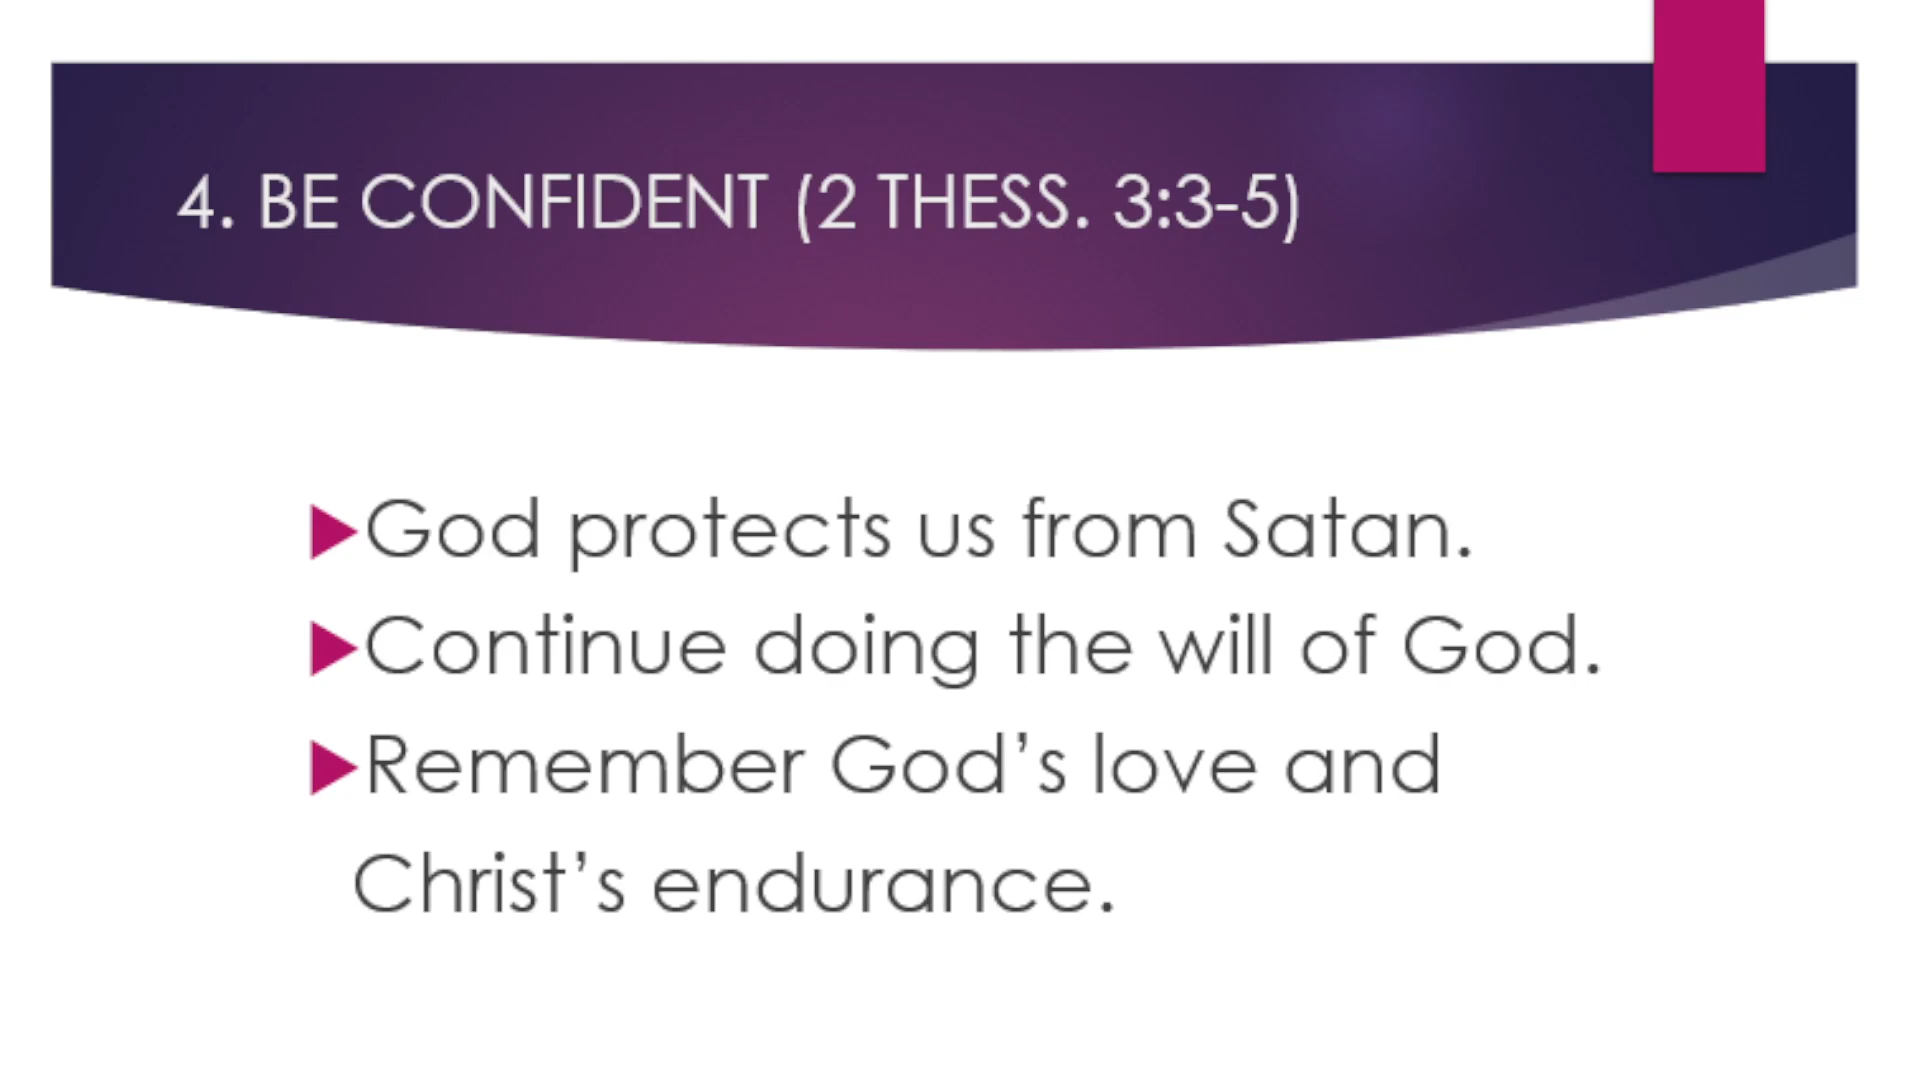 4. BE CONFIDENT (2 THESS. 3:3-5)
God protects us from Satan.
Continue doing the will of God.
Remember God’s love and
Christ’s endurance.